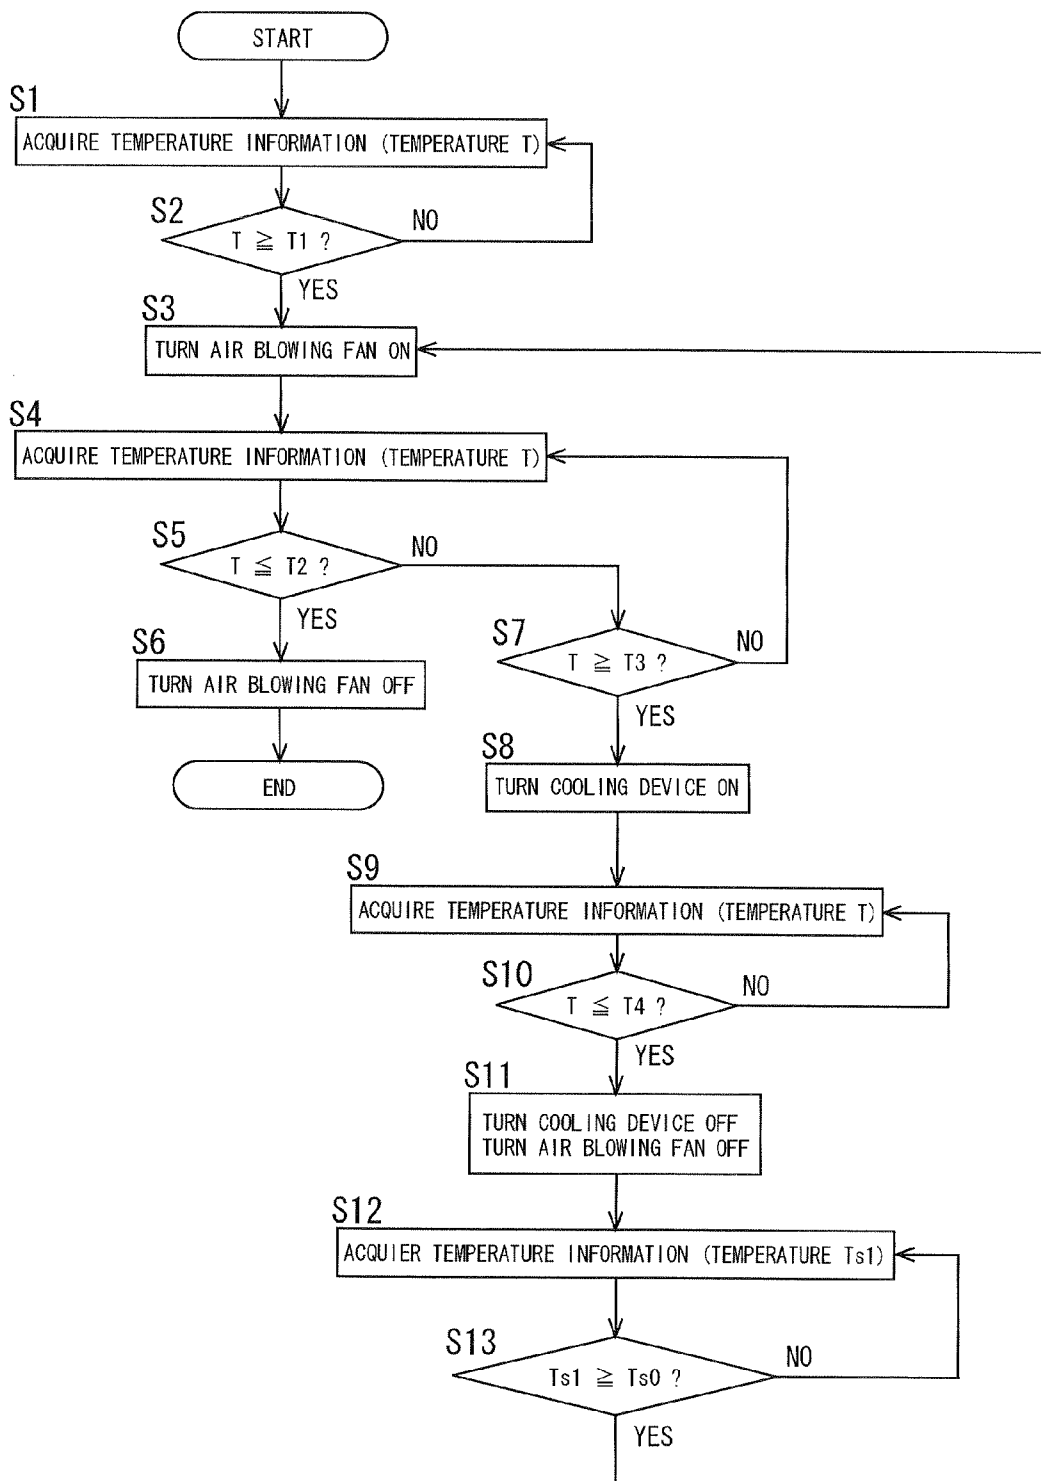 START
S1
ACQUIRE TEMPERATURE INFORMATION (TEMPERATURE T)
S2
T ≧ T1 ?
NO
YES
S3
TURN AIR BLOWING FAN ON
S4
ACQUIRE TEMPERATURE INFORMATION (TEMPERATURE T)
S5
T ≦ T2 ?
NO
YES
S6
TURN AIR BLOWING FAN OFF
END
S7
T ≧ T3 ?
NO
YES
S8
TURN COOLING DEVICE ON
S9
ACQUIRE TEMPERATURE INFORMATION (TEMPERATURE T)
S10
T ≦ T4 ?
NO
YES
S11
TURN COOLING DEVICE OFF
TURN AIR BLOWING FAN OFF
S12
ACQUIER TEMPERATURE INFORMATION (TEMPERATURE Ts1)
S13
Ts1 ≧ Ts0 ?
NO
YES